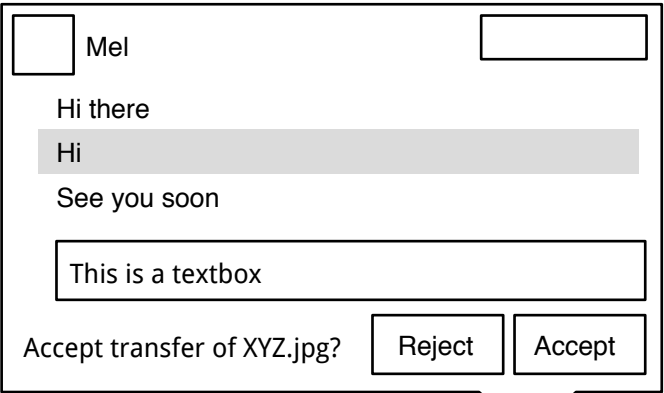 Mel
Hi there
Hi
See you soon
This is a textbox
Accept transfer of XYZ.jpg? Reject Accept